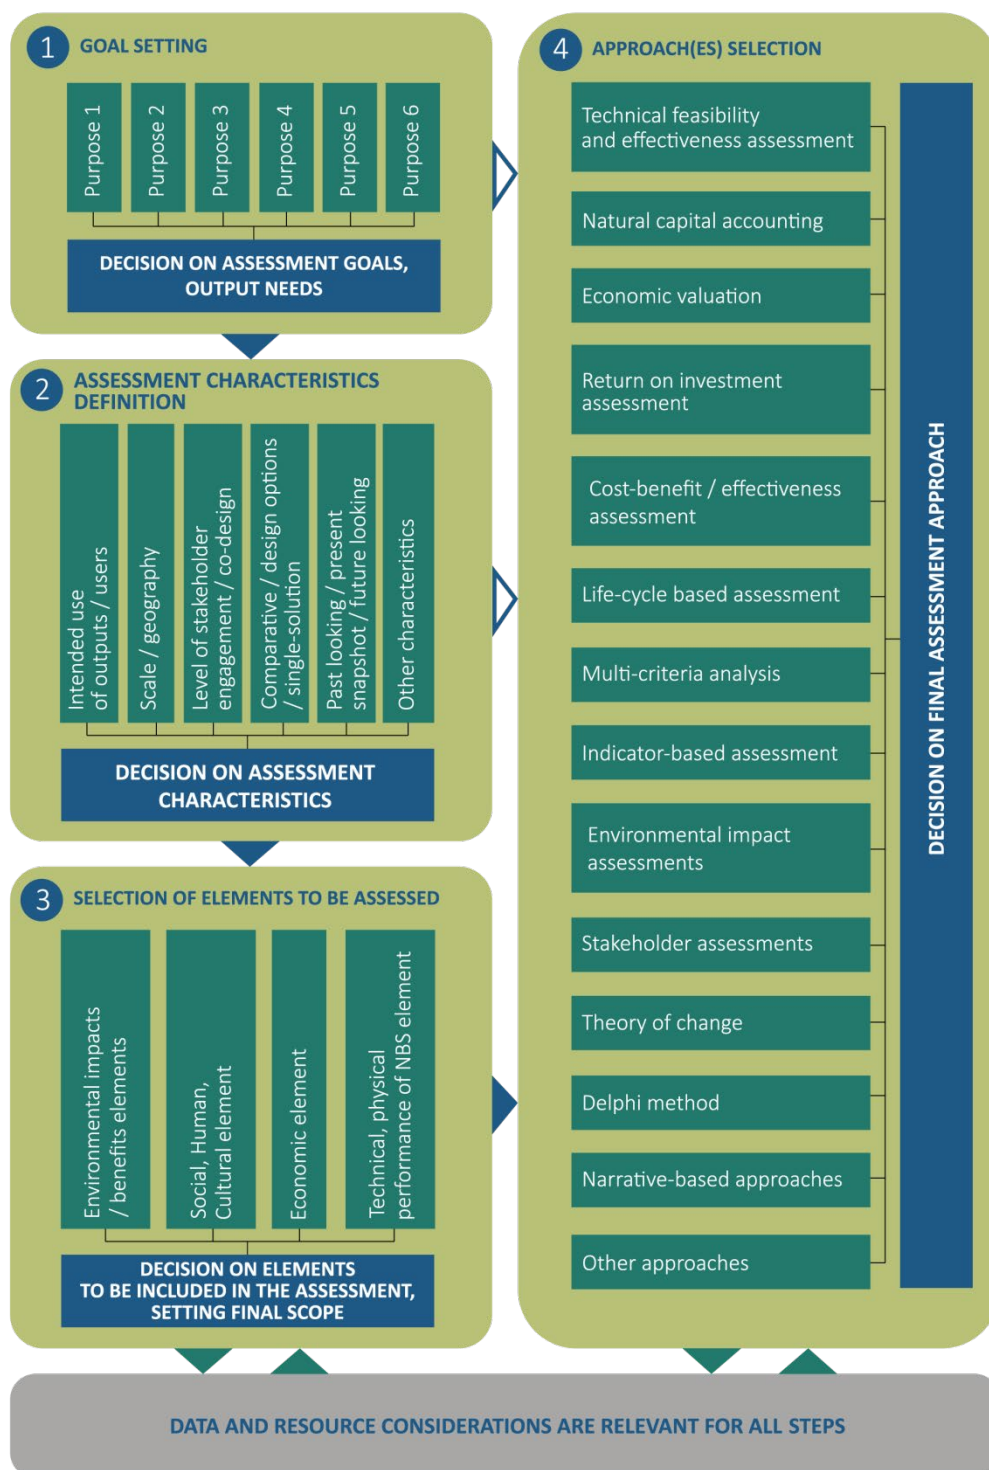 1 GOAL SETTING
Purpose 1
Purpose 2
Purpose 3
Purpose 4
Purpose 5
Purpose 6
DECISION ON ASSESSMENT GOALS,
OUTPUT NEEDS
2 ASSESSMENT CHARACTERISTICS
DEFINITION
Intended use
of outputs / users
Scale / geography
Level of stakeholder
engagement / co-design
Comparative / design options
/ single-solution
Past looking / present
snapshot / future looking
Other characteristics
DECISION ON ASSESSMENT
CHARACTERISTICS
3 SELECTION OF ELEMENTS TO BE ASSESSED
Environmental impacts
/ benefits elements
Social, Human,
Cultural element
Economic element
Technical, physical
performance of NBS element
DECISION ON ELEMENTS
TO BE INCLUDED IN THE ASSESSMENT,
SETTING FINAL SCOPE
4 APPROACH(ES) SELECTION
Technical feasibility
and effectiveness assessment
Natural capital accounting
Economic valuation
Return on investment
assessment
Cost-benefit / effectiveness
assessment
Life-cycle based assessment
Multi-criteria analysis
Indicator-based assessment
Environmental impact
assessments
Stakeholder assessments
Theory of change
Delphi method
Narrative-based approaches
Other approaches
DECISION ON FINAL ASSESSMENT APPROACH
DATA AND RESOURCE CONSIDERATIONS ARE RELEVANT FOR ALL STEPS